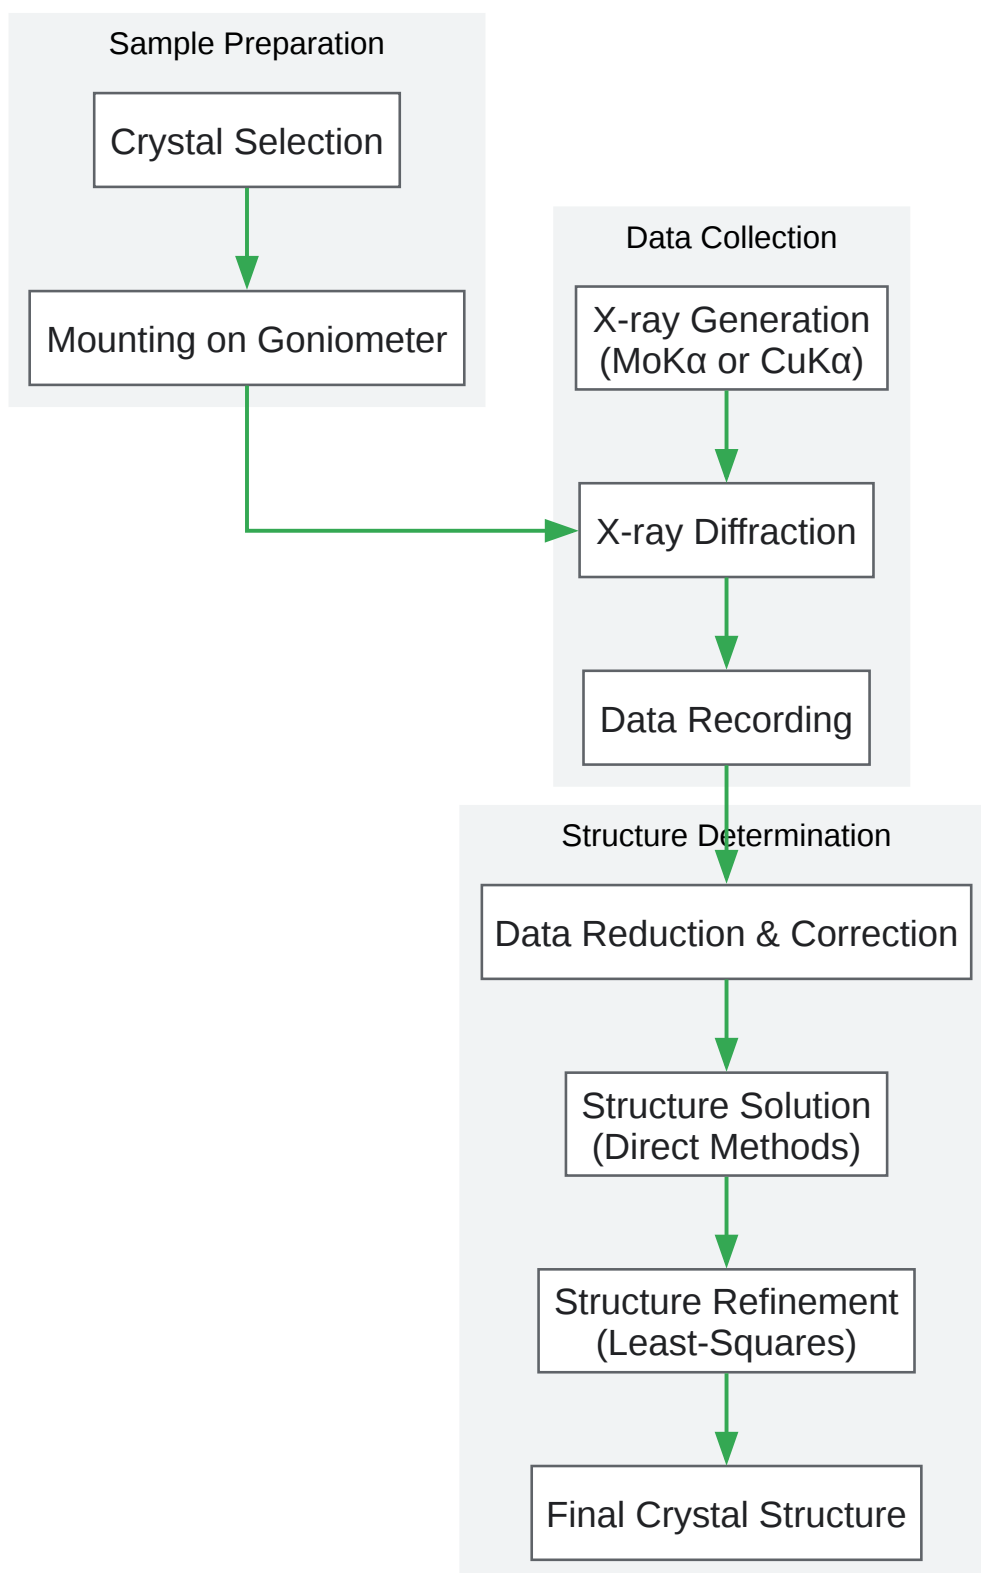 Sample Preparation
Crystal Selection
Mounting on Goniometer
Data Collection
X-ray Generation
(MoKα or CuKα)
X-ray Diffraction
Data Recording
Structure Determination
Data Reduction & Correction
Structure Solution
(Direct Methods)
Structure Refinement
(Least-Squares)
Final Crystal Structure